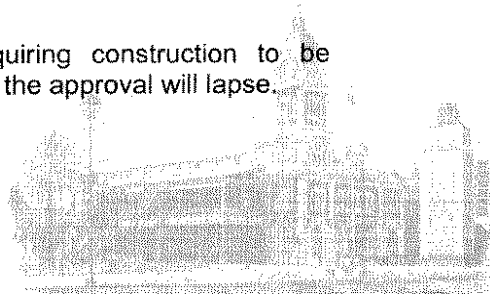 quiring construction to be
the approval will lapse.